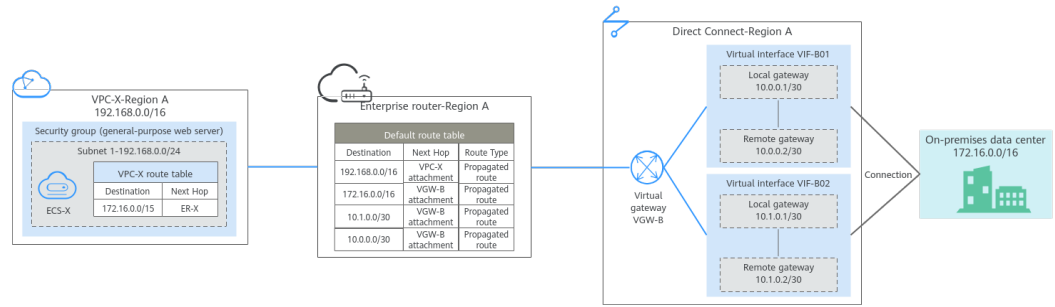 VPC-X-Region A
192.168.0.0/16
Security group (general-purpose web server)
Subnet 1-192.168.0.0/24
ECS-X
VPC-X route table
Destination Next Hop
172.16.0.0/15 ER-X
Enterprise router-Region A
Default route table
Destination Next Hop Route Type
192.168.0.0/16 VPC-X attachment Propagated route
172.16.0.0/16 VGW-B attachment Propagated route
10.1.0.0/30 VGW-B attachment Propagated route
10.0.0.0/30 VGW-B attachment Propagated route
Direct Connect-Region A
Virtual
gateway
VGW-B
Virtual interface VIF-B01
Local gateway
10.0.0.1/30
Remote gateway
10.0.0.2/30
Virtual interface VIF-B02
Local gateway
10.1.0.1/30
Remote gateway
10.1.0.2/30
Connection
On-premises data center
172.16.0.0/16